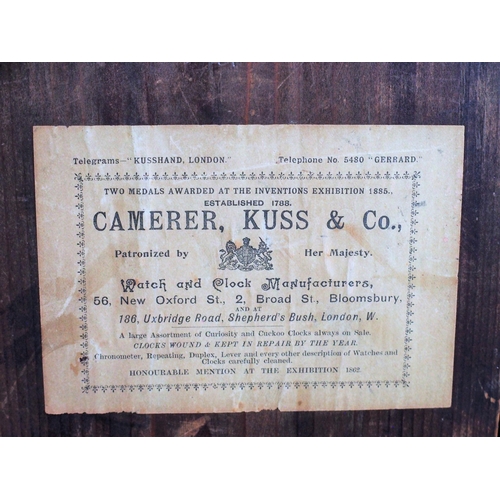 Telegrams—"KUSSHAND, LONDON." Telephone No. 5480 "GERRARD."
TWO MEDALS AWARDED AT THE INVENTIONS EXHIBITION 1885.,
ESTABLISHED 1788.
CAMERER, KUSS & Co.,
Patronized by Her Majesty.
Watch and Clock Manufacturers,
56, New Oxford St., 2, Broad St., Bloomsbury,
AND AT
186, Uxbridge Road, Shepherd's Bush, London, W.
A large Assortment of Curiosity and Cuckoo Clocks always on Sale.
CLOCKS WOUND & KEPT IN REPAIR BY THE YEAR.
Chronometer, Repeating, Duplex, Lever and every other description of Watches and
Clocks carefully cleaned.
HONOURABLE MENTION AT THE EXHIBITION 1862.